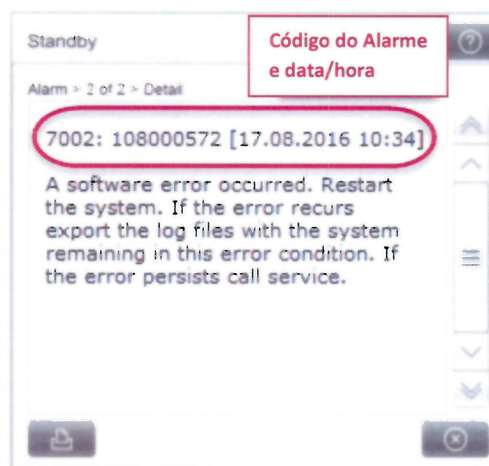 Standby
Código do Alarme
e data/hora
?
Alarm > 2 of 2 > Detail
7002: 108000572 [17.08.2016 10:34]
A software error occurred. Restart
the system. If the error recurs
export the log files with the system
remaining in this error condition. If
the error persists call service.